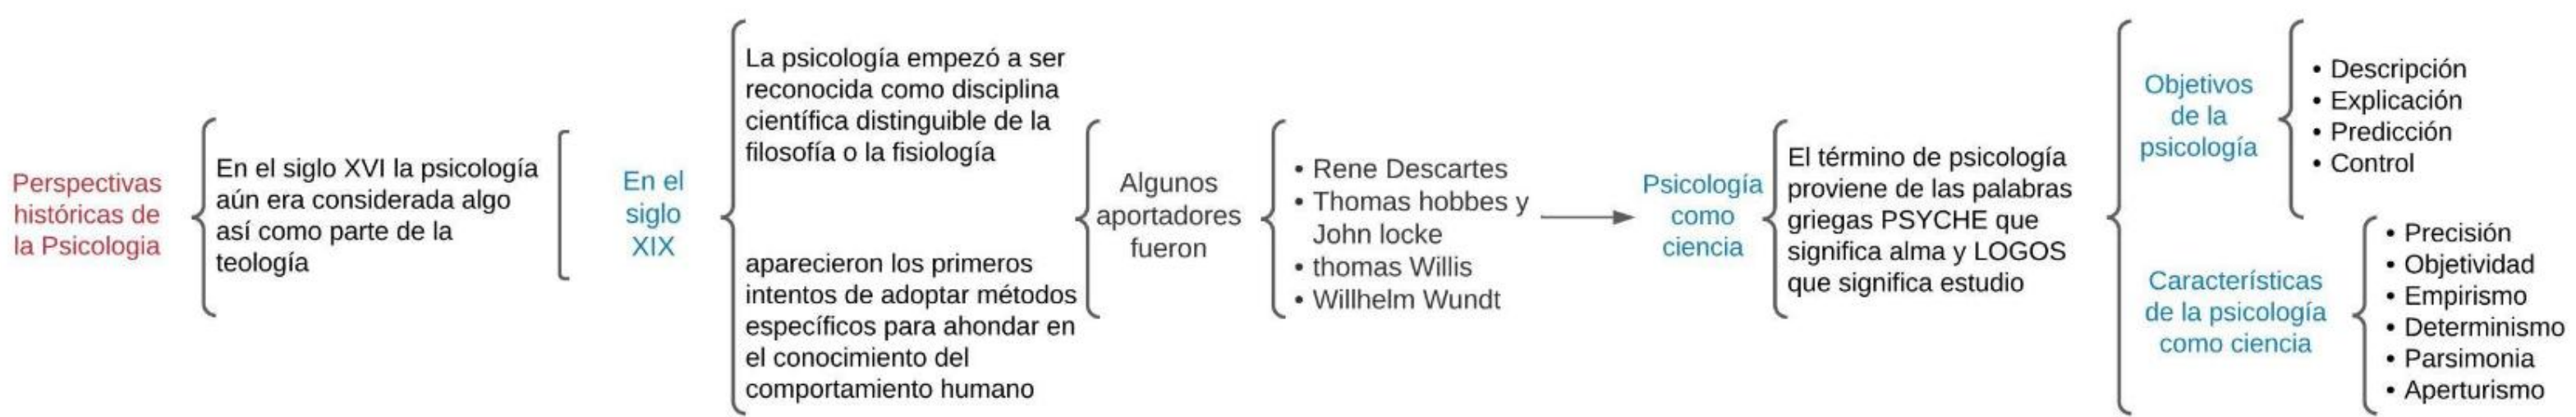 Perspectivas
históricas de
la Psicologia
En el siglo XVI la psicología
aún era considerada algo
así como parte de la
teología
En el
siglo
XIX
La psicología empezó a ser
reconocida como disciplina
científica distinguible de la
filosofía o la fisiología
aparecieron los primeros
intentos de adoptar métodos
específicos para ahondar en
el conocimiento del
comportamiento humano
Algunos
aportadores
fueron
• Rene Descartes
• Thomas hobbes y
John locke
• thomas Willis
• Willhelm Wundt
Psicología
como
ciencia
El término de psicología
proviene de las palabras
griegas PSYCHE que
significa alma y LOGOS
que significa estudio
Objetivos
de la
psicología
• Descripción
• Explicación
• Predicción
• Control
Características
de la psicología
como ciencia
• Precisión
• Objetividad
• Empirismo
• Determinismo
• Parsimonia
• Aperturismo